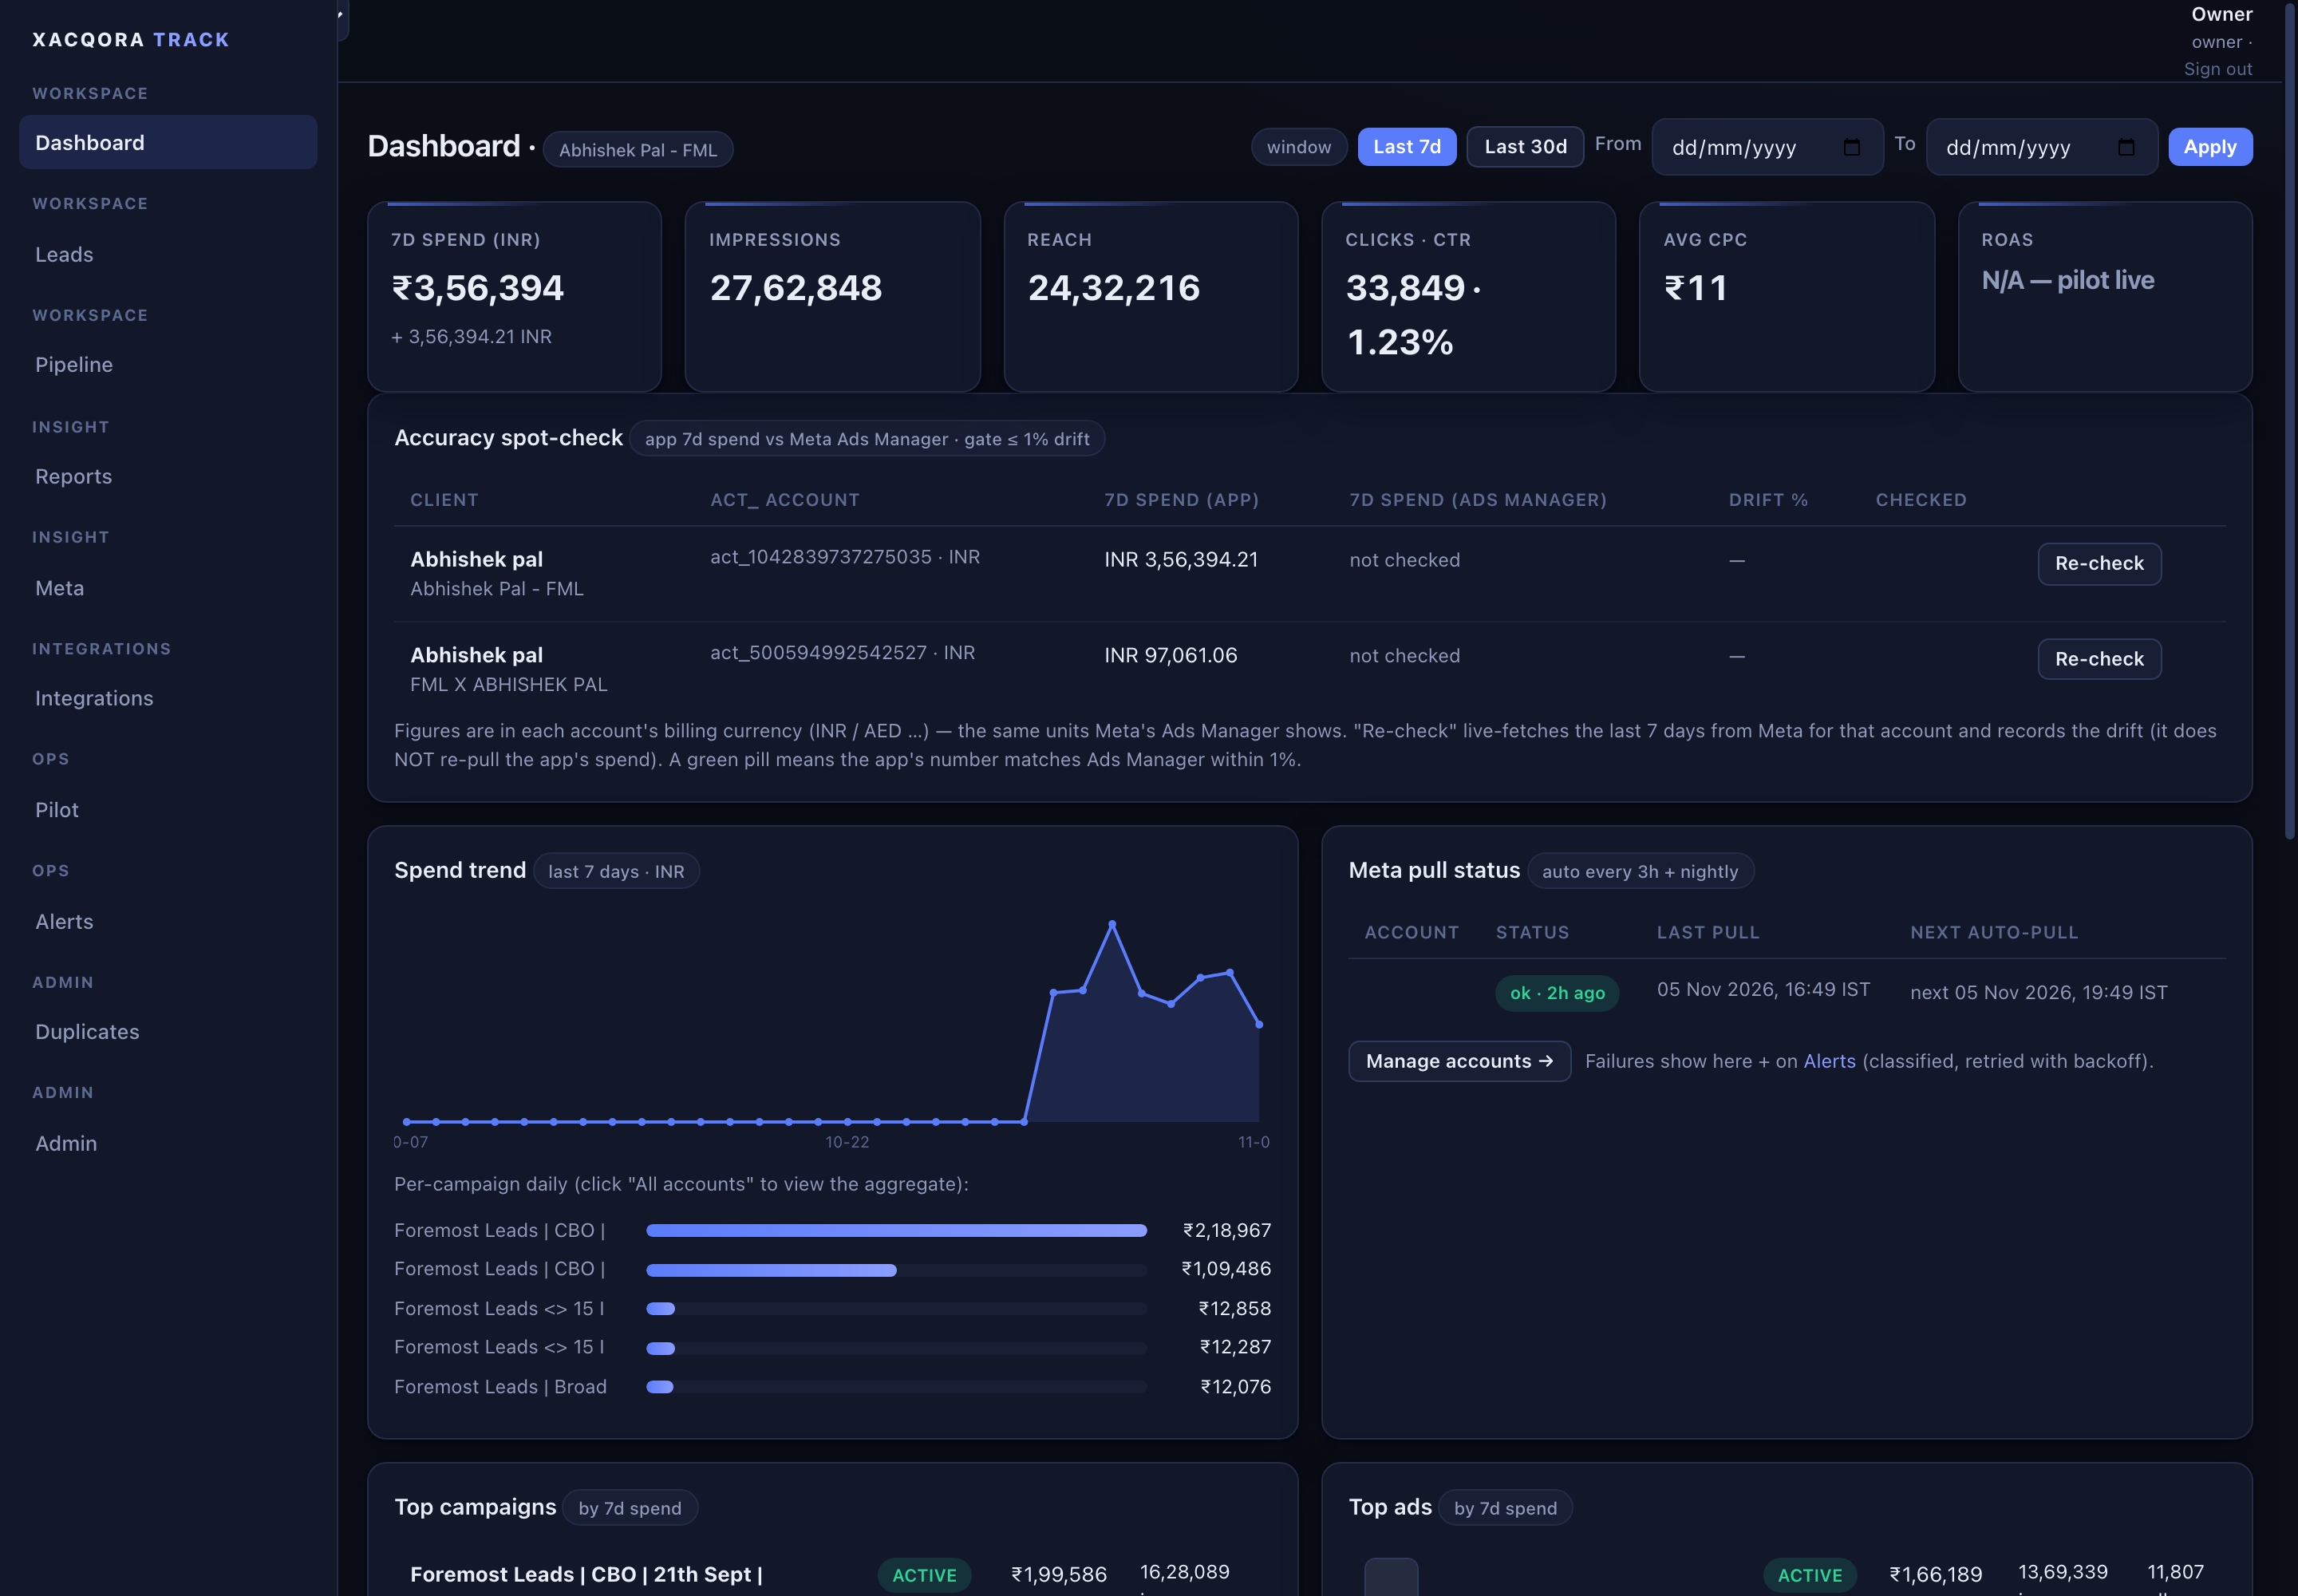 XACQORA TRACK
Owner
owner ·
Sign out
WORKSPACE
Dashboard
WORKSPACE
Leads
WORKSPACE
Pipeline
INSIGHT
Reports
INSIGHT
Meta
INTEGRATIONS
Integrations
OPS
Pilot
OPS
Alerts
ADMIN
Duplicates
ADMIN
Admin
Dashboard · Abhishek Pal - FML
window Last 7d Last 30d From dd/mm/yyyy To dd/mm/yyyy Apply
7D SPEND (INR)
₹3,56,394
+ 3,56,394.21 INR
IMPRESSIONS
27,62,848
REACH
24,32,216
CLICKS · CTR
33,849 ·
1.23%
AVG CPC
₹11
ROAS
N/A — pilot live
Accuracy spot-check app 7d spend vs Meta Ads Manager · gate ≤ 1% drift
CLIENT ACT_ ACCOUNT 7D SPEND (APP) 7D SPEND (ADS MANAGER) DRIFT % CHECKED
Abhishek pal act_1042839737275035 · INR INR 3,56,394.21 not checked — Re-check
Abhishek Pal - FML
Abhishek pal act_500594992542527 · INR INR 97,061.06 not checked — Re-check
FML X ABHISHEK PAL
Figures are in each account's billing currency (INR / AED ...) — the same units Meta's Ads Manager shows. "Re-check" live-fetches the last 7 days from Meta for that account and records the drift (it does
NOT re-pull the app's spend). A green pill means the app's number matches Ads Manager within 1%.
Spend trend last 7 days · INR
0-07 10-22 11-0
Per-campaign daily (click "All accounts" to view the aggregate):
Foremost Leads | CBO | ₹2,18,967
Foremost Leads | CBO | ₹1,09,486
Foremost Leads <> 15 l ₹12,858
Foremost Leads <> 15 l ₹12,287
Foremost Leads | Broad ₹12,076
Meta pull status auto every 3h + nightly
ACCOUNT STATUS LAST PULL NEXT AUTO-PULL
ok · 2h ago 05 Nov 2026, 16:49 IST next 05 Nov 2026, 19:49 IST
Manage accounts → Failures show here + on Alerts (classified, retried with backoff).
Top campaigns by 7d spend
Foremost Leads | CBO | 21th Sept | ACTIVE ₹1,99,586 16,28,089
Top ads by 7d spend
ACTIVE ₹1,66,189 13,69,339 11,807